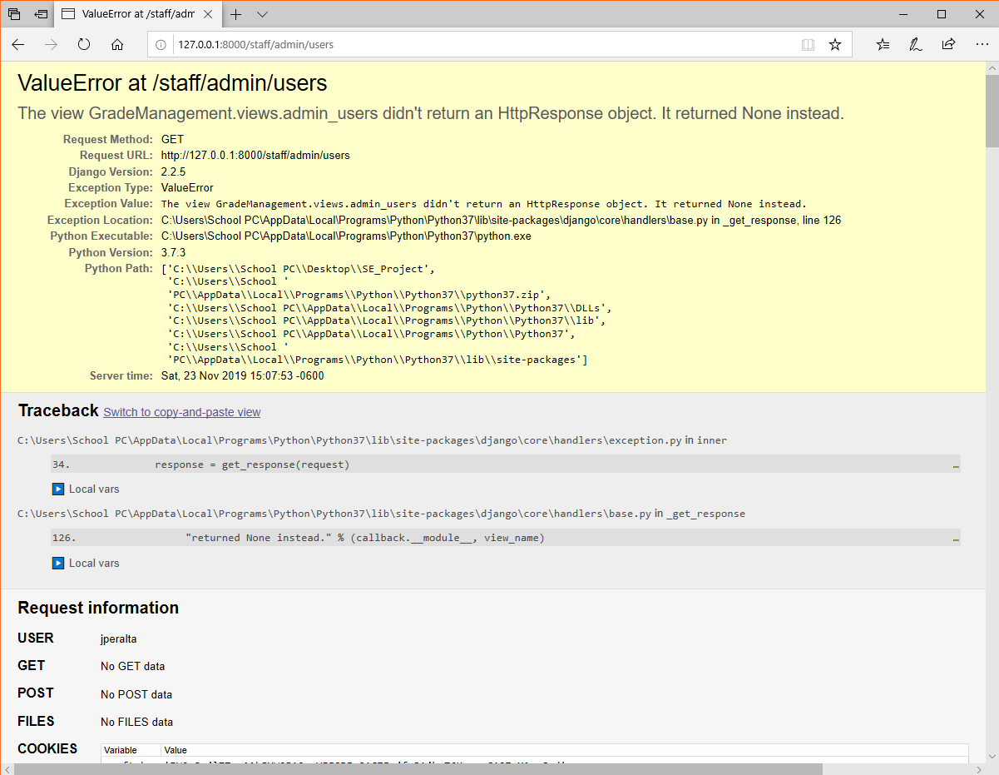 ValueError at /staff/adm
127.0.0.1:8000/staff/admin/users
ValueError at /staff/admin/users
The view GradeManagement.views.admin_users didn't return an HttpResponse object. It returned None instead.
Request Method: GET
Request URL: http://127.0.0.1:8000/staff/admin/users
Django Version: 2.2.5
Exception Type: ValueError
Exception Value: The view GradeManagement.views.admin_users didn't return an HttpResponse object. It returned None instead.
Exception Location: C:\Users\School PC\AppData\Local\Programs\Python\Python37\lib\site-packages\django\core\handlers\base.py in _get_response, line 126
Python Executable: C:\Users\School PC\AppData\Local\Programs\Python\Python37\python.exe
Python Version: 3.7.3
Python Path: ['C:\\Users\\School PC\\Desktop\\SE_Project',
'C:\\Users\\School '
'PC\\AppData\\Local\\Programs\\Python\\Python37\\python37.zip',
'C:\\Users\\School PC\\AppData\\Local\\Programs\\Python\\Python37\\DLLs',
'C:\\Users\\School PC\\AppData\\Local\\Programs\\Python\\Python37\\lib',
'C:\\Users\\School PC\\AppData\\Local\\Programs\\Python\\Python37',
'C:\\Users\\School '
'PC\\AppData\\Local\\Programs\\Python\\Python37\\lib\\site-packages']
Server time: Sat, 23 Nov 2019 15:07:53 -0600
Traceback Switch to copy-and-paste view
C:\Users\School PC\AppData\Local\Programs\Python\Python37\lib\site-packages\django\core\handlers\exception.py in inner
34. response = get_response(request) …
Local vars
C:\Users\School PC\AppData\Local\Programs\Python\Python37\lib\site-packages\django\core\handlers\base.py in _get_response
126. "returned None instead." % (callback.__module__, view_name) …
Local vars
Request information
USER jperalta
GET No GET data
POST No POST data
FILES No FILES data
COOKIES Variable Value